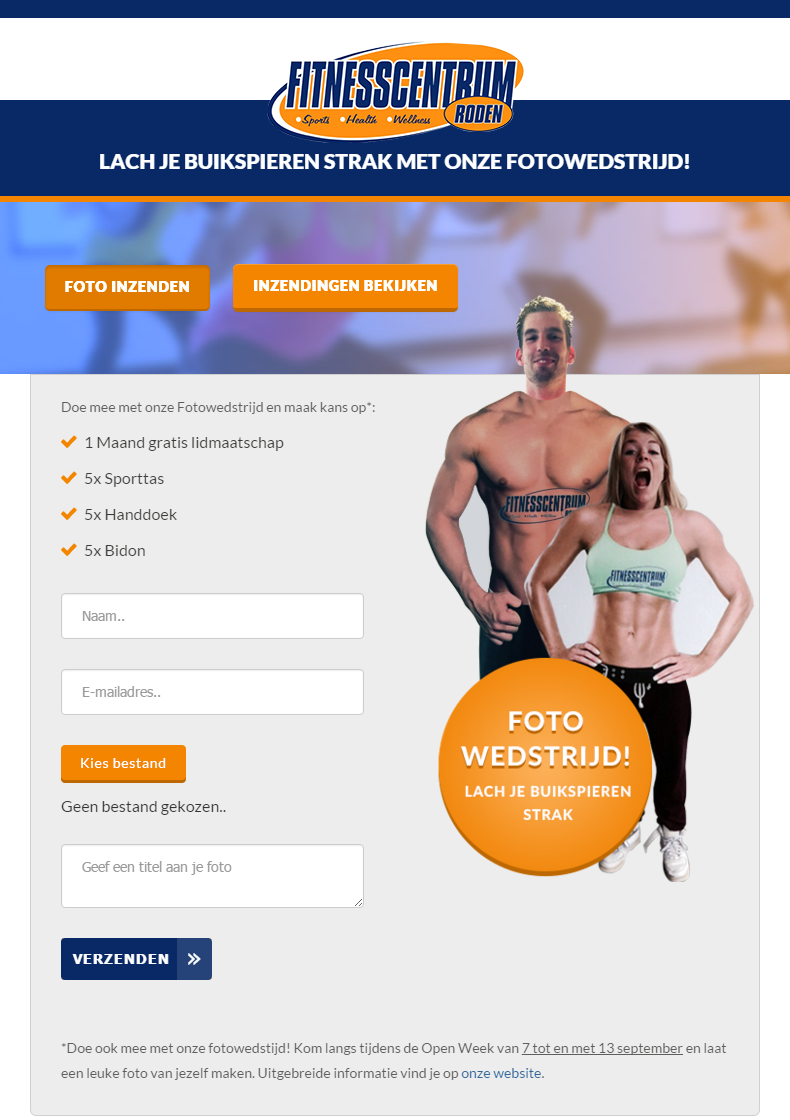 FITNESSCENTRUM
Sports Health Wellness
RODEN
LACH JE BUIKSPIEREN STRAK MET ONZE FOTOWEDSTRIJD!
FOTO INZENDEN
INZENDINGEN BEKIJKEN
Doe mee met onze Fotowedstrijd en maak kans op*:
1 Maand gratis lidmaatschap
5x Sporttas
5x Handdoek
5x Bidon
FITNESSCENTRUM
FITNESSCENTRUM
RODEN
Naam..
E-mailadres..
Kies bestand
Geen bestand gekozen..
Geef een titel aan je foto
VERZENDEN
FOTO
WEDSTRIJD!
LACH JE BUIKSPIEREN
STRAK
*Doe ook mee met onze fotowedstijd! Kom langs tijdens de Open Week van 7 tot en met 13 september en laat
een leuke foto van jezelf maken. Uitgebreide informatie vind je op onze website.